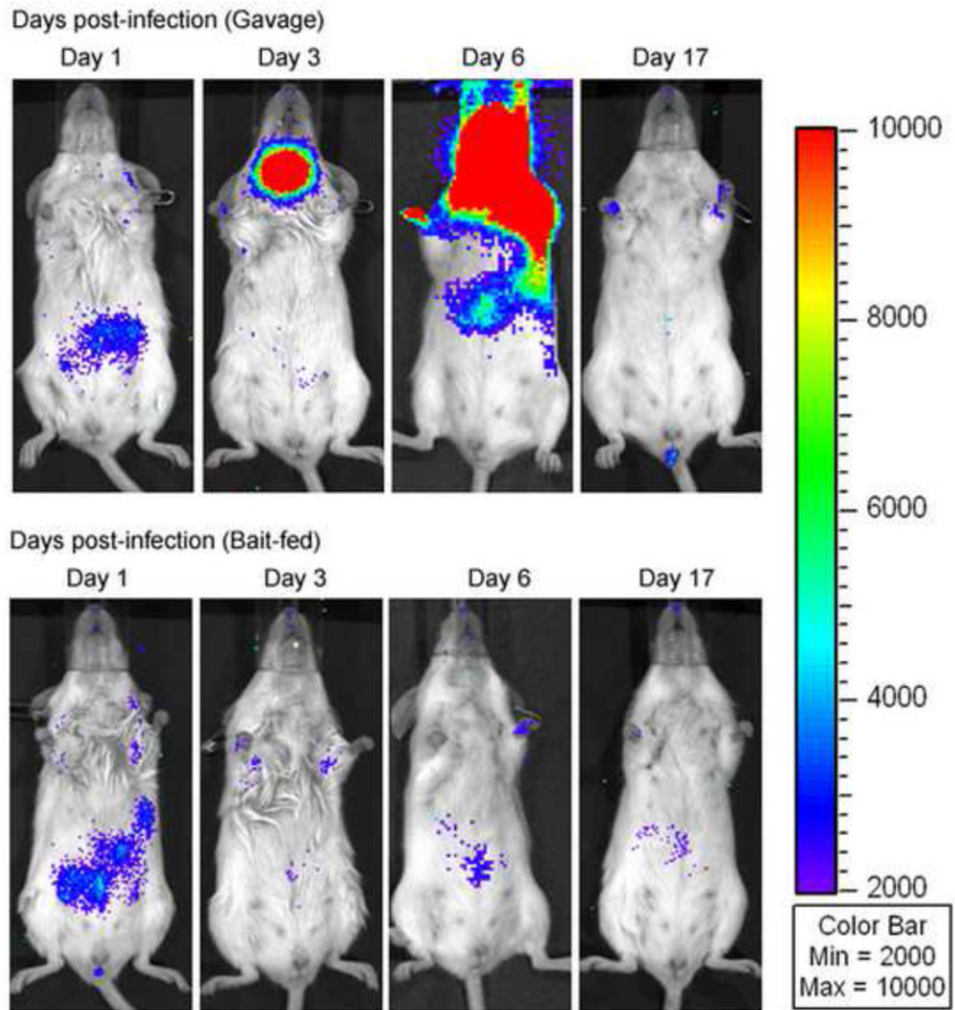 Days post-infection (Gavage)
Day 1 Day 3 Day 6 Day 17
10000
8000
6000
4000
2000
Days post-infection (Bait-fed)
Day 1 Day 3 Day 6 Day 17
Color Bar
Min = 2000
Max = 10000